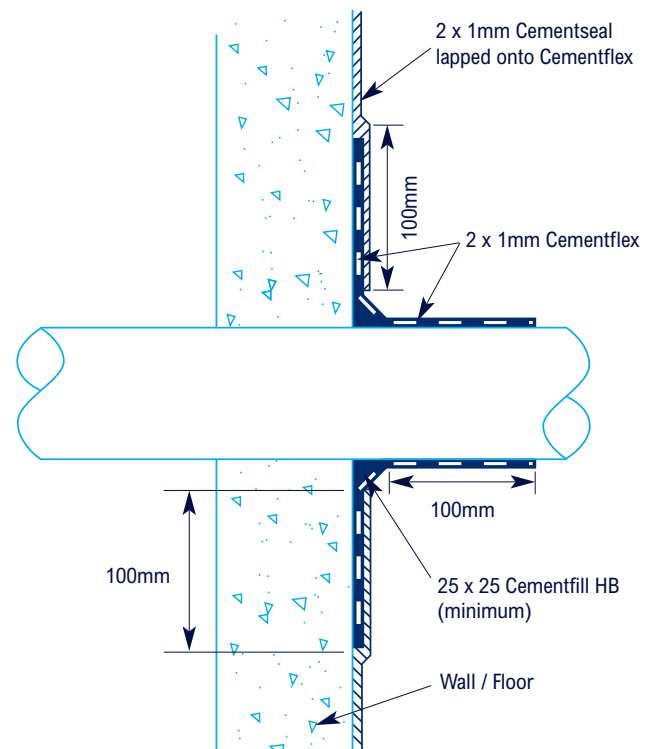 2 x 1mm Cementseal
lapped onto Cementflex
100mm
2 x 1mm Cementflex
100mm
100mm
25 x 25 Cementfill HB
(minimum)
Wall / Floor